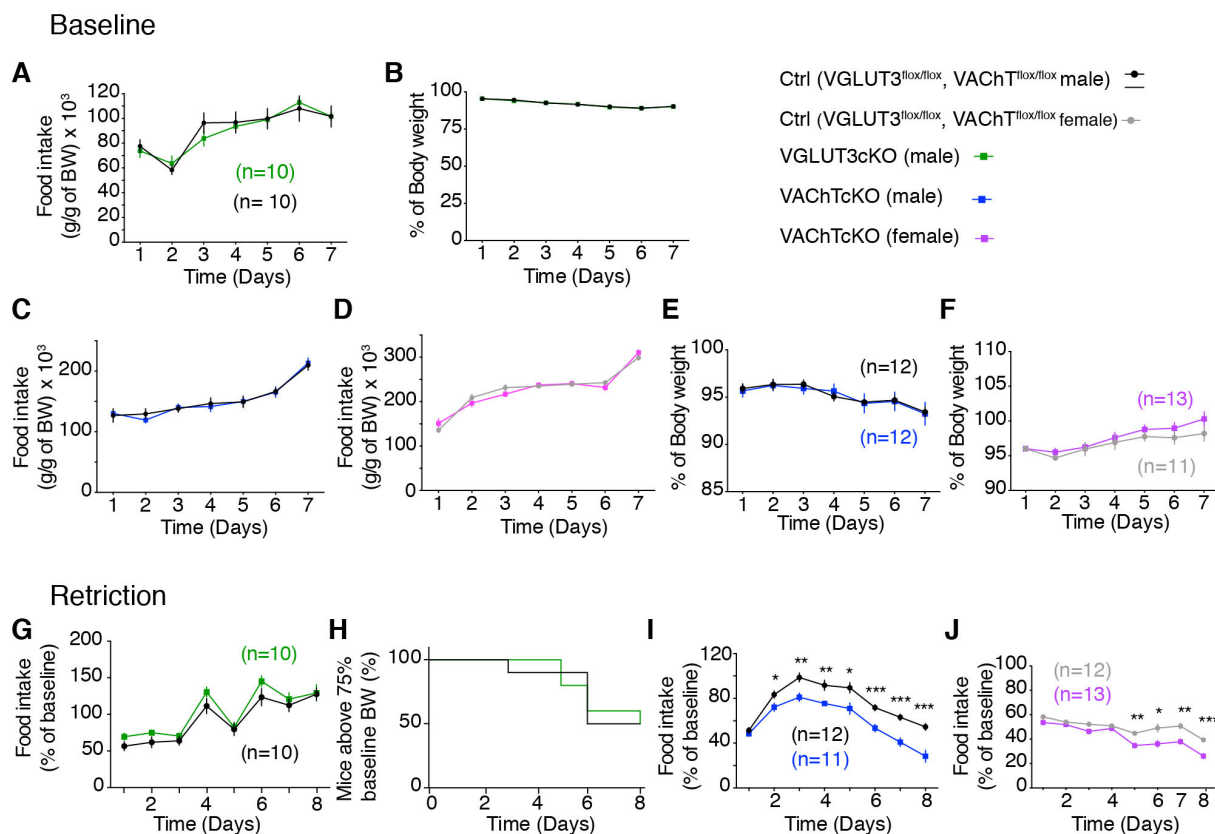 Baseline
A
Food intake
(g/g of BW) x 10³
120
100
80
60
40
20
0
(n=10)
(n= 10)
1 2 3 4 5 6 7
Time (Days)
B
% of Body weight
100
75
50
25
0
1 2 3 4 5 6 7
Time (Days)
Ctrl (VGLUT3flox/flox, VAChTflox/flox male)
Ctrl (VGLUT3flox/flox, VAChTflox/flox female)
VGLUT3cKO (male)
VAChTcKO (male)
VAChTcKO (female)
C
Food intake
(g/g of BW) x 10³
200
100
0
1 2 3 4 5 6 7
Time (Days)
D
Food intake
(g/g of BW) x 10³
300
200
100
0
1 2 3 4 5 6 7
Time (Days)
E
% of Body weight
100
95
90
85
(n=12)
(n=12)
1 2 3 4 5 6 7
Time (Days)
F
% of Body weight
110
105
100
95
90
(n=13)
(n=11)
1 2 3 4 5 6 7
Time (Days)
Retriction
G
Food intake
(% of baseline)
200
150
100
50
0
(n=10)
(n=10)
2 4 6 8
Time (Days)
H
Mice above 75%
baseline BW (%)
100
50
0
0 2 4 6 8
Time (Days)
I
Food intake
(% of baseline)
120
80
40
0
* ** ** * *** *** ***
(n=12)
(n=11)
2 4 6 8
Time (Days)
J
Food intake
(% of baseline)
100
80
60
40
20
0
(n=12)
(n=13)
** * ** ***
2 4 6 7 8
Time (Days)